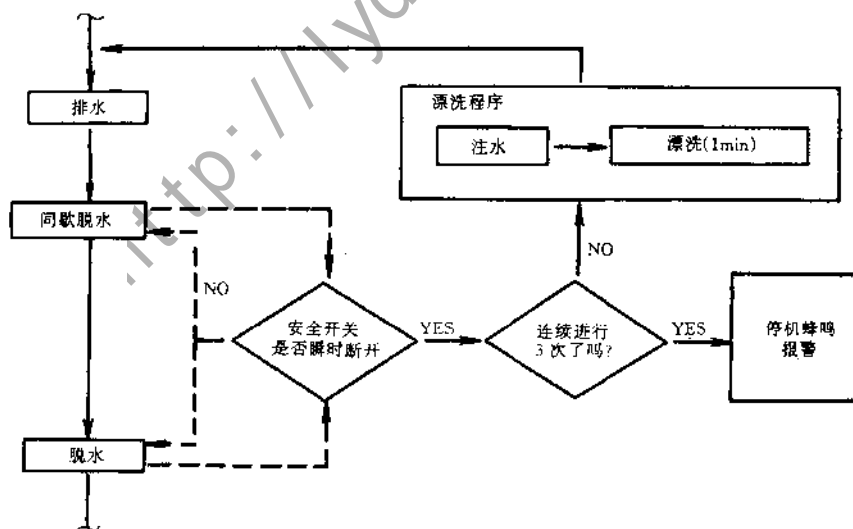 漂洗程序
排水
注水
漂洗(1min)
间歇脱水
NO
NO
安全开关
是否瞬时断开
YES
连续进行
3次了吗?
YES
停机蜂鸣
报警
脱水
http://lyd